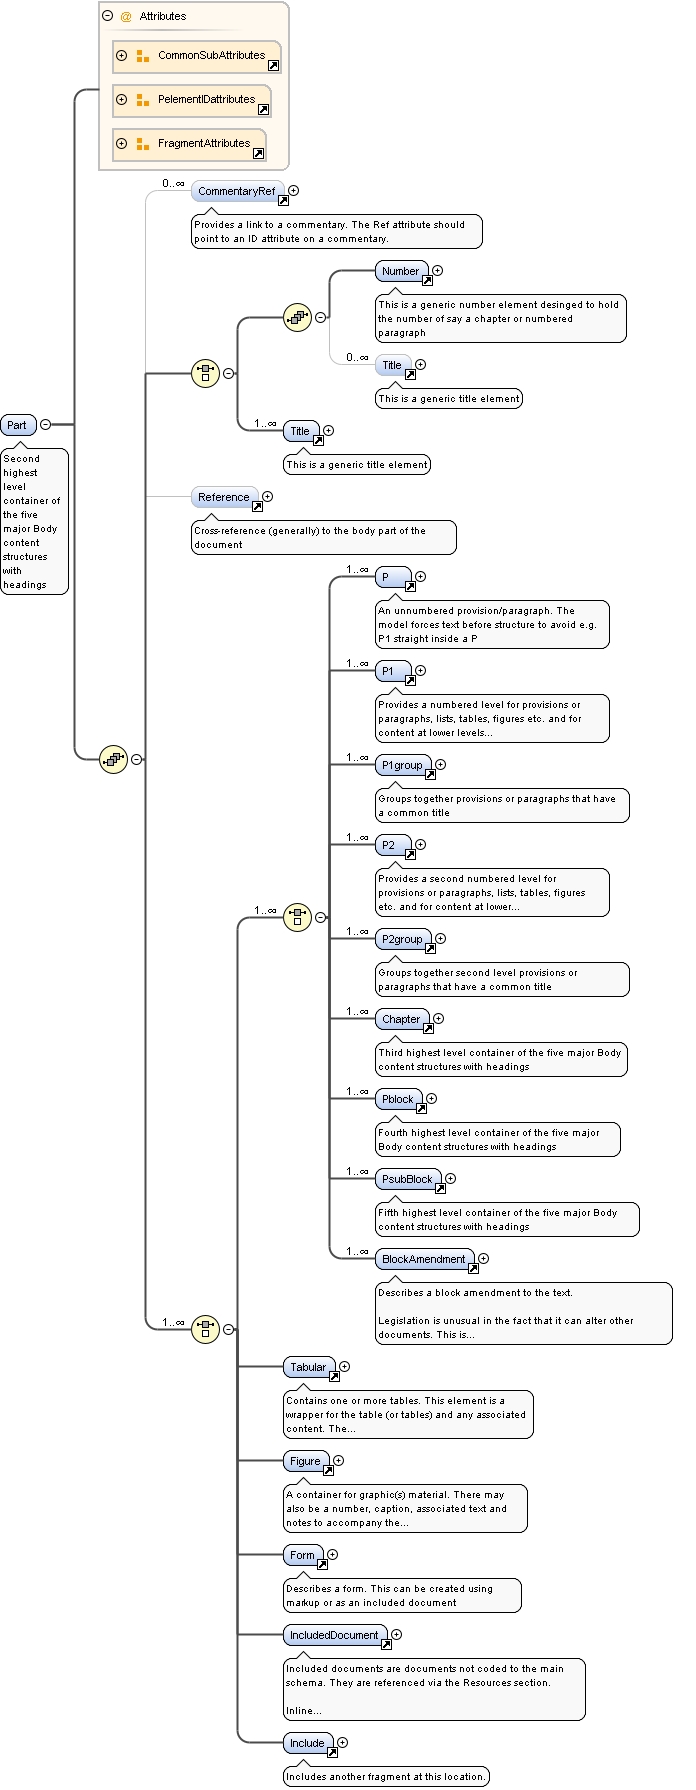 @ Attributes
CommonSubAttributes
PelementIDattributes
FragmentAttributes
0..∞
CommentaryRef
Provides a link to a commentary. The Ref attribute should
point to an ID attribute on a commentary.
Number
This is a generic number element desinged to hold
the number of say a chapter or numbered
paragraph
0..∞
Title
This is a generic title element
1..∞
Title
This is a generic title element
Part
Second
highest
level
container of
the five
major Body
content
structures
with
headings
Reference
Cross-reference (generally) to the body part of the
document
1..∞
P
An unnumbered provision/paragraph. The
model forces text before structure to avoid e.g.
P1 straight inside a P
1..∞
P1
Provides a numbered level for provisions or
paragraphs, lists, tables, figures etc. and for
content at lower levels...
1..∞
P1group
Groups together provisions or paragraphs that have
a common title
1..∞
P2
Provides a second numbered level for
provisions or paragraphs, lists, tables, figures
etc. and for content at lower...
1..∞
1..∞
P2group
Groups together second level provisions or
paragraphs that have a common title
1..∞
Chapter
Third highest level container of the five major Body
content structures with headings
1..∞
Pblock
Fourth highest level container of the five major
Body content structures with headings
1..∞
PsubBlock
Fifth highest level container of the five major Body
content structures with headings
1..∞
BlockAmendment
Describes a block amendment to the text.
Legislation is unusual in the fact that it can alter other
documents. This is...
1..∞
Tabular
Contains one or more tables. This element is a
wrapper for the table (or tables) and any associated
content. The...
Figure
A container for graphic(s) material. There may
also be a number, caption, associated text and
notes to accompany the...
Form
Describes a form. This can be created using
markup or as an included document
IncludedDocument
Included documents are documents not coded to the main
schema. They are referenced via the Resources section.
Inline...
Include
Includes another fragment at this location.